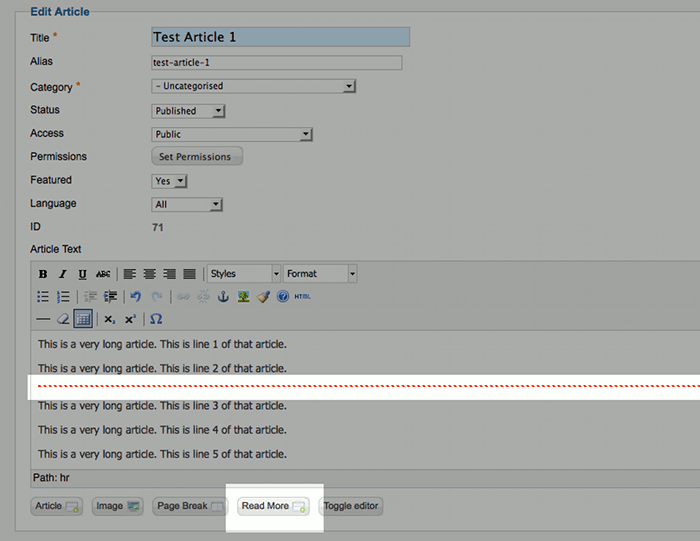 Edit Article
Title *
Test Article 1
Alias
test-article-1
Category *
- Uncategorised
Status
Published
Access
Public
Permissions
Set Permissions
Featured
Yes
Language
All
ID
71
Article Text
B I U ABC Styles Format
HTML
x₂ x² Ω
This is a very long article. This is line 1 of that article.
This is a very long article. This is line 2 of that article.
This is a very long article. This is line 3 of that article.
This is a very long article. This is line 4 of that article.
This is a very long article. This is line 5 of that article.
Path: hr
Article Image Page Break Read More Toggle editor